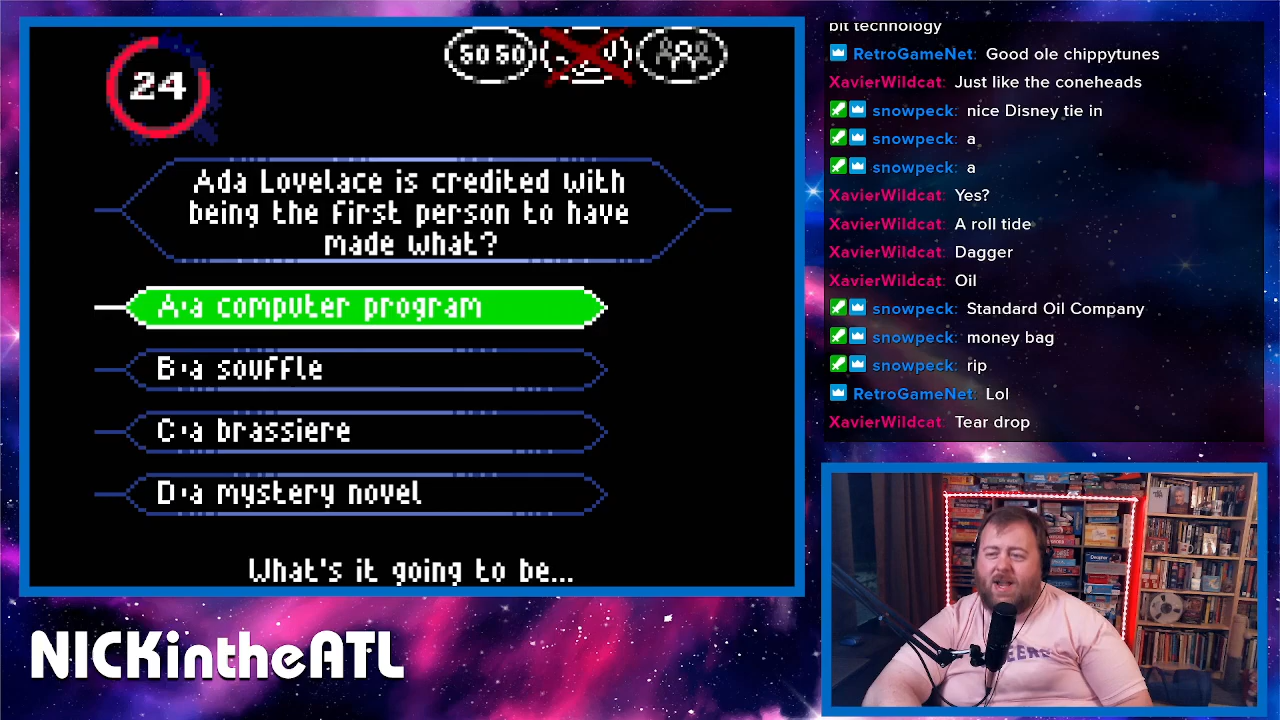 24
50 50
Ada Lovelace is credited with
being the first person to have
made what?
A·a computer program
B·a souffle
C·a brassiere
D·a mystery novel
What's it going to be...
bit technology
RetroGameNet: Good ole chippytunes
XavierWildcat: Just like the coneheads
snowpeck: nice Disney tie in
snowpeck: a
snowpeck: a
XavierWildcat: Yes?
XavierWildcat: A roll tide
XavierWildcat: Dagger
XavierWildcat: Oil
snowpeck: Standard Oil Company
snowpeck: money bag
snowpeck: rip
RetroGameNet: Lol
XavierWildcat: Tear drop
NICKintheATL